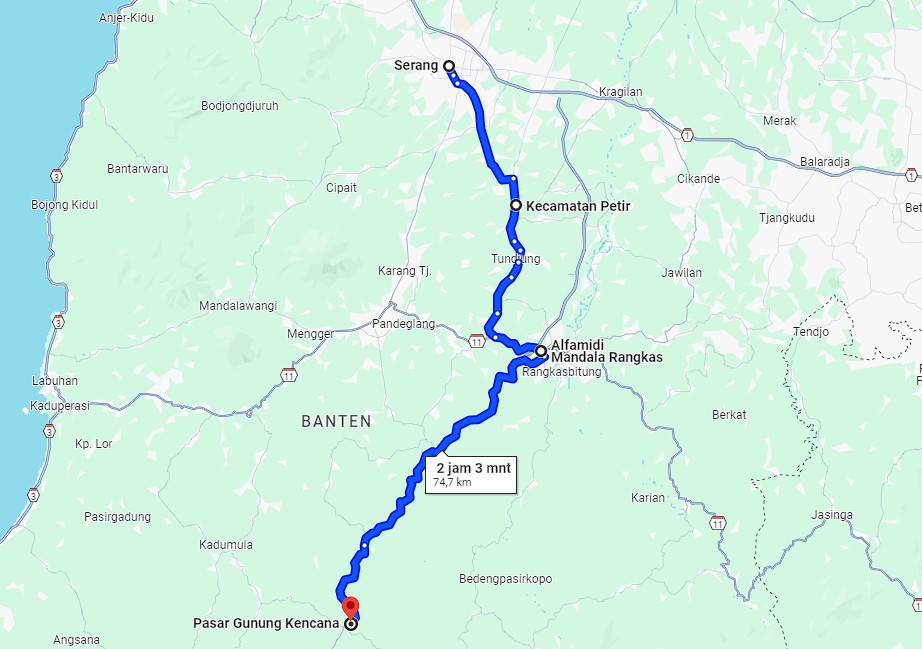 Anjer-Kidu
Serang
Kragilan
Bodjongdjuruh
Merak
1
Balaradja
Bantarwaru
3
Cipait
Cikande
1
Bojong Kidul
Kecamatan Petir
Bet
Tjangkudu
Tundung
Karang Tj.
Jawilan
Mandalawangi
3
Pandeglang
Mengger
Tendjo
11
Alfamidi
Mandala Rangkas
Rangkasbitung
11
Labuhan
Kaduperasi
Berkat
BANTEN
3
Kp. Lor
2 jam 3 mnt
74,7 km
3
Karian
Pasirgadung
11
Jasinga
Kadumula
Bedengpasirkopo
Pasar Gunung Kencana
Angsana